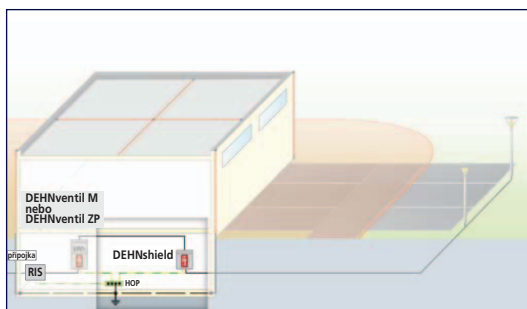 DEHNventil M
nebo
DEHNventil ZP
DEHNshield
přípojka
RIS
HOP